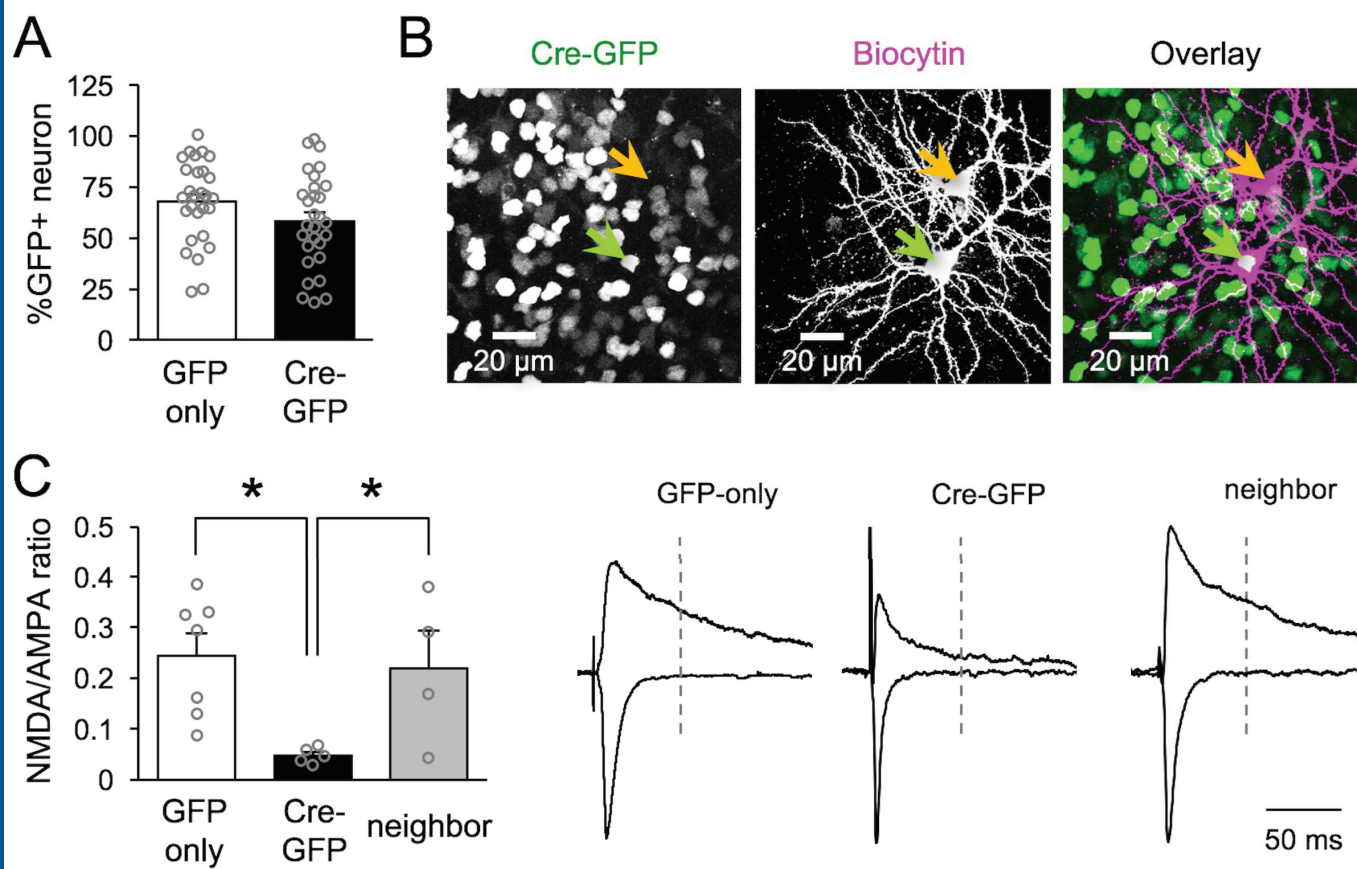 A
%GFP+ neuron
125
100
75
50
25
0
GFP
only
Cre-
GFP
B
Cre-GFP
Biocytin
Overlay
20 µm
20 µm
20 µm
C
NMDA/AMPA ratio
0.5
0.4
0.3
0.2
0.1
0
*
*
GFP
only
Cre-
GFP
neighbor
GFP-only
Cre-GFP
neighbor
50 ms